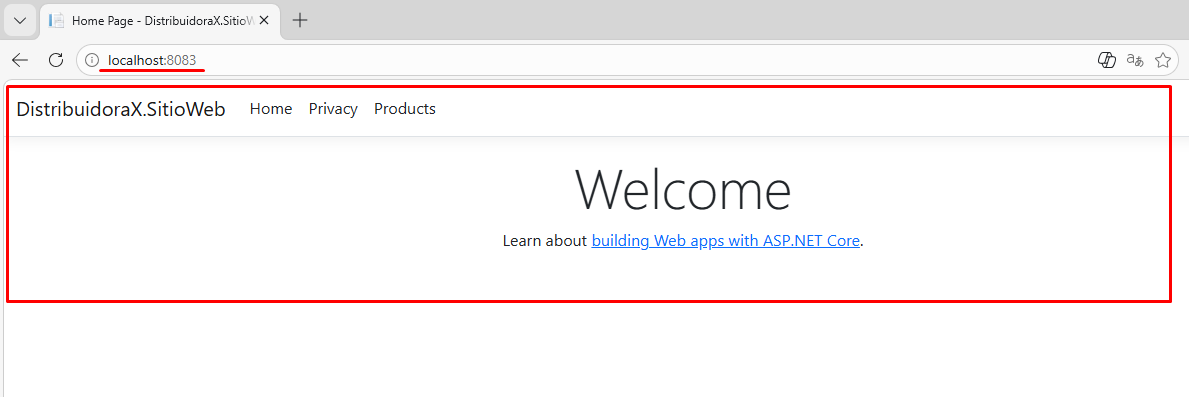 Home Page - DistribuidoraX.SitioW
localhost:8083
DistribuidoraX.SitioWeb Home Privacy Products
Welcome
Learn about building Web apps with ASP.NET Core.